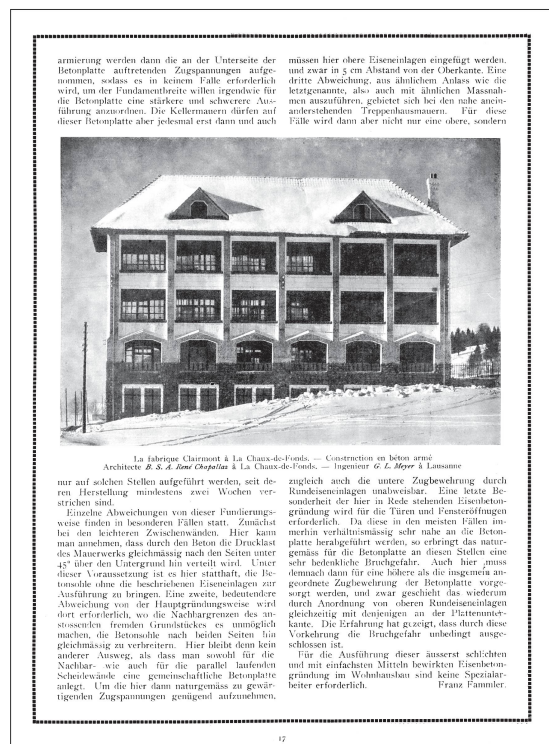 armierung werden dann die an der Unterseite der
Betonplatte auftretenden Zugspannungen aufge-
nommen, sodass es in keinem Falle erforderlich
wird, um der Fundamentbreite willen irgendwie für
die Betonplatte eine stärkere und schwerere Aus-
führung anzuordnen. Die Kellermauern dürfen auf
dieser Betonplatte aber jedesmal erst dann und auch
müssen hier obere Eiseneinlagen eingefügt werden,
und zwar in 5 cm Abstand von der Oberkante. Eine
dritte Abweichung, aus ähnlichem Anlass wie die
letztgenannte, also auch mit ähnlichen Massnah-
men auszuführen, gebietet sich bei den nahe anein-
anderstehenden Treppenhausmauern. Für diese
Fälle wird dann aber nicht nur eine obere, sondern
La fabrique Clairmont à La Chaux-de-Fonds. — Construction en béton armé
Architecte B. S. A. René Chapallaz à La Chaux-de-Fonds. — Ingenieur G. L. Meyer à Lausanne
nur auf solchen Stellen aufgeführt werden, seit de-
ren Herstellung mindestens zwei Wochen ver-
strichen sind.
Einzelne Abweichungen von dieser Fundierungs-
weise finden in besonderen Fällen statt. Zunächst
bei den leichteren Zwischenwänden. Hier kann
man annehmen, dass durch den Beton die Drucklast
des Mauerwerks gleichmässig nach den Seiten unter
45° über den Untergrund hin verteilt wird. Unter
dieser Voraussetzung ist es hier statthaft, die Be-
tonsohle ohne die beschriebenen Eiseneinlagen zur
Ausführung zu bringen. Eine zweite, bedeutendere
Abweichung von der Hauptgründungsweise wird
dort erforderlich, wo die Nachbargrenzen des an-
stossenden fremden Grundstückes es unmöglich
machen, die Betonsohle nach beiden Seiten hin
gleichmässig zu verbreitern. Hier bleibt denn kein
anderer Ausweg, als dass man sowohl für die
Nachbar- wie auch für die parallel laufenden
Scheidewände eine gemeinschaftliche Betonplatte
anlegt. Um die hier dann naturgemäss zu gewär-
tigenden Zugspannungen genügend aufzunehmen,
zugleich auch die untere Zugbewehrung durch
Rundeiseneinlagen unabweisbar. Eine letzte Be-
sonderheit der hier in Rede stehenden Eisenbeton-
gründung wird für die Türen und Fensteröffnungen
erforderlich. Da diese in den meisten Fällen im-
merhin verhältnismässig sehr nahe an die Beton-
platte herabgeführt werden, so erbringt das natur-
gemäss für die Betonplatte an diesen Stellen eine
sehr bedenkliche Bruchgefahr. Auch hier muss
demnach dann für eine höhere als die insgemein an-
geordnete Zugbewehrung der Betonplatte vorge-
sorgt werden, und zwar geschieht das wiederum
durch Anordnung von oberen Rundeiseneinlagen
gleichzeitig mit denjenigen an der Plattenunter-
kante. Die Erfahrung hat gezeigt, dass durch diese
Vorkehrung die Bruchgefahr unbedingt ausge-
schlossen ist.
Für die Ausführung dieser äusserst schlichten
und mit einfachsten Mitteln bewirkten Eisenbeton-
gründung im Wohnhausbau sind keine Spezialar-
beiter erforderlich. Franz Fammler.
17